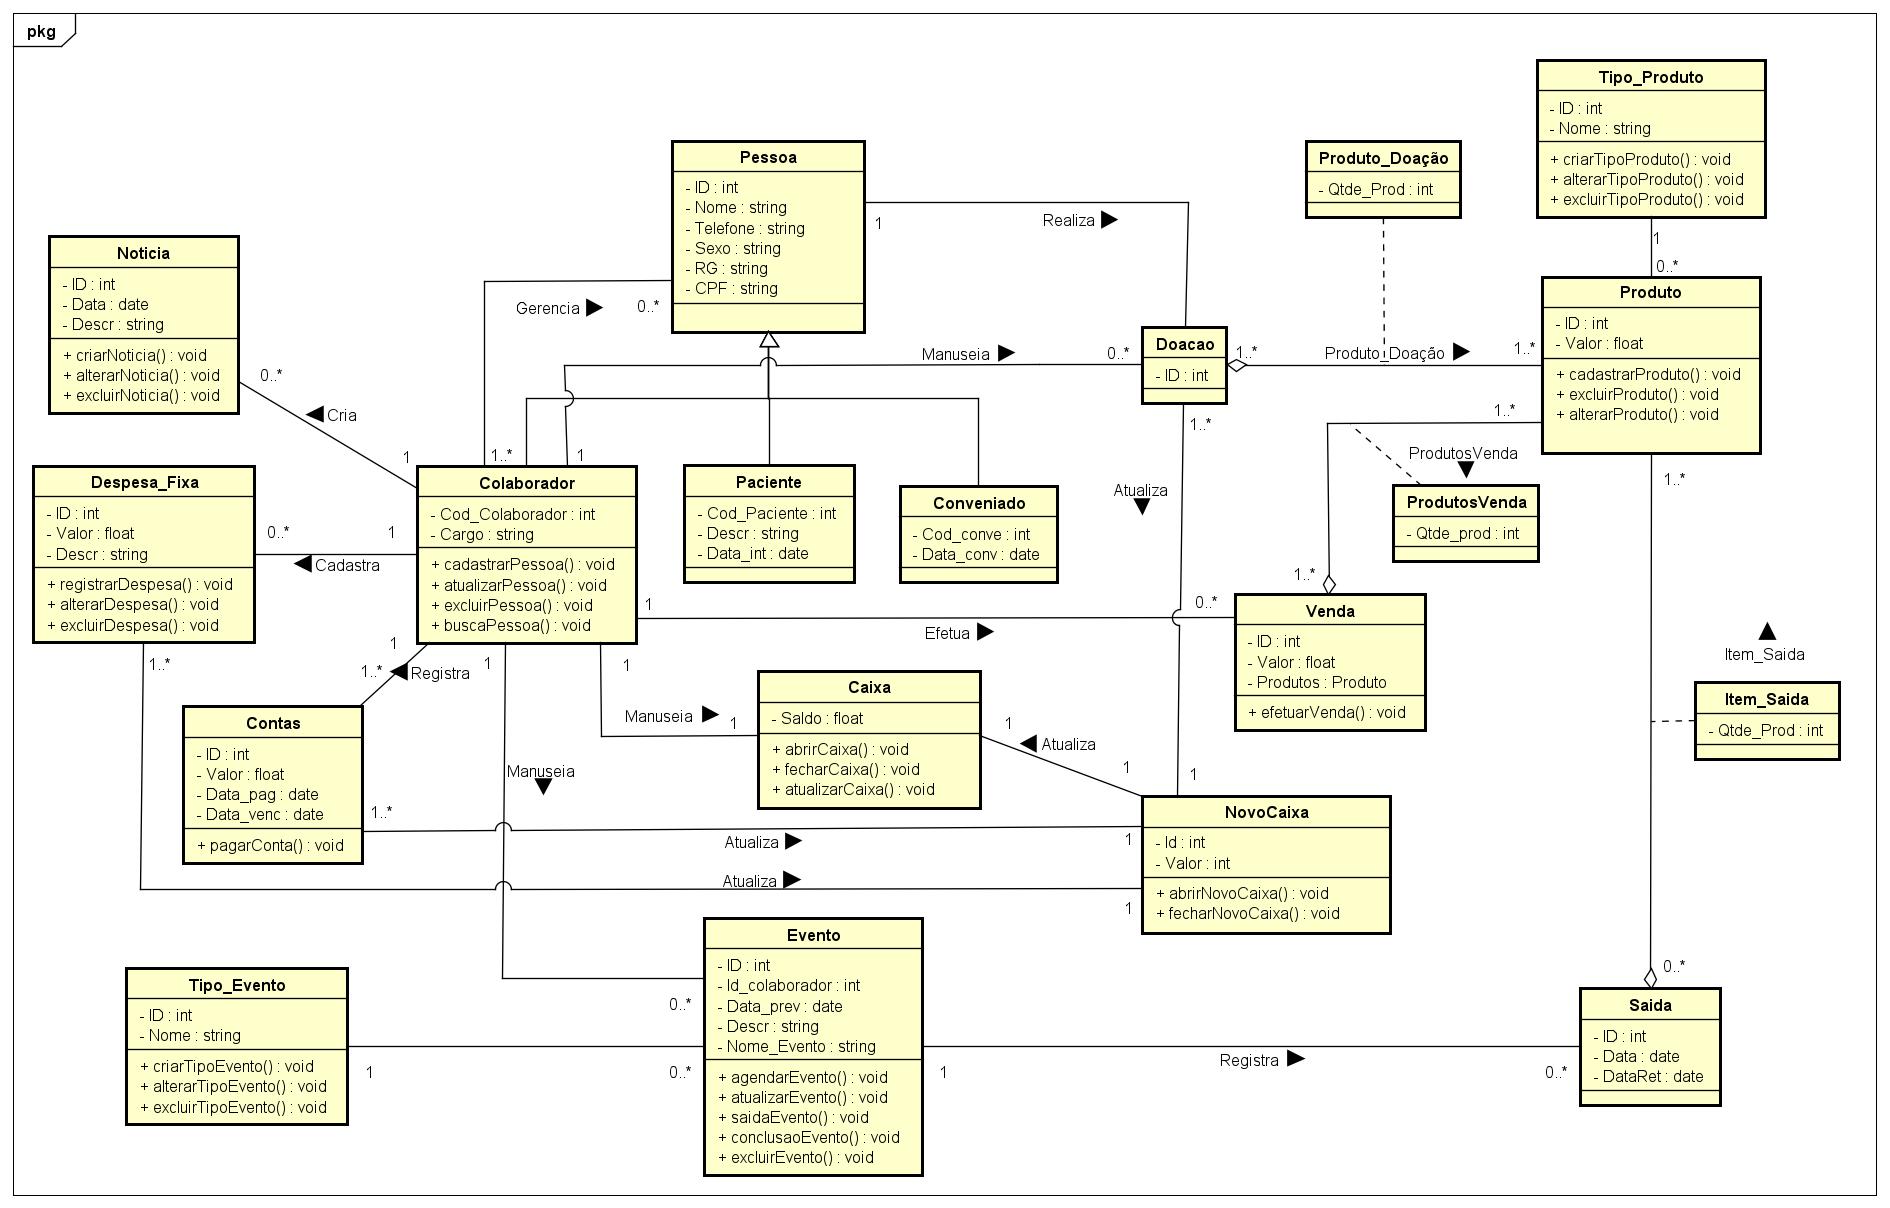 pkg
Tipo_Produto
- ID : int
- Nome : string
+ criarTipoProduto() : void
+ alterarTipoProduto() : void
+ excluirTipoProduto() : void
Pessoa
- ID : int
- Nome : string
- Telefone : string
- Sexo : string
- RG : string
- CPF : string
Produto_Doação
- Qtde_Prod : int
1
Realiza
1
0..*
Noticia
- ID : int
- Data : date
- Descr : string
+ criarNoticia() : void
+ alterarNoticia() : void
+ excluirNoticia() : void
Gerencia
0..*
Produto
- ID : int
- Valor : float
+ cadastrarProduto() : void
+ excluirProduto() : void
+ alterarProduto() : void
Manuseia
0..*
Doacao
- ID : int
1..*
Produto_Doação
1..*
0..*
Cria
1
1..*
1
1..*
1..*
ProdutosVenda
1..*
Despesa_Fixa
- ID : int
- Valor : float
- Descr : string
+ registrarDespesa() : void
+ alterarDespesa() : void
+ excluirDespesa() : void
0..*
1
Cadastra
Colaborador
- Cod_Colaborador : int
- Cargo : string
+ cadastrarPessoa() : void
+ atualizarPessoa() : void
+ excluirPessoa() : void
+ buscaPessoa() : void
Paciente
- Cod_Paciente : int
- Descr : string
- Data_int : date
Conveniado
- Cod_conve : int
- Data_conv : date
Atualiza
ProdutosVenda
- Qtde_prod : int
1..*
1
Efetua
0..*
Venda
- ID : int
- Valor : float
- Produtos : Produto
+ efetuarVenda() : void
Item_Saida
Item_Saida
- Qtde_Prod : int
1..*
1
1..*
Registra
1
1
Manuseia
1
Caixa
- Saldo : float
+ abrirCaixa() : void
+ fecharCaixa() : void
+ atualizarCaixa() : void
1
Atualiza
1
1
Contas
- ID : int
- Valor : float
- Data_pag : date
- Data_venc : date
+ pagarConta() : void
Manuseia
1..*
Atualiza
1
NovoCaixa
- Id : int
- Valor : int
+ abrirNovoCaixa() : void
+ fecharNovoCaixa() : void
Atualiza
1
Evento
- ID : int
- Id_colaborador : int
- Data_prev : date
- Descr : string
- Nome_Evento : string
+ agendarEvento() : void
+ atualizarEvento() : void
+ saidaEvento() : void
+ conclusaoEvento() : void
+ excluirEvento() : void
Tipo_Evento
- ID : int
- Nome : string
+ criarTipoEvento() : void
+ alterarTipoEvento() : void
+ excluirTipoEvento() : void
0..*
1
0..*
1
Registra
0..*
0..*
Saida
- ID : int
- Data : date
- DataRet : date